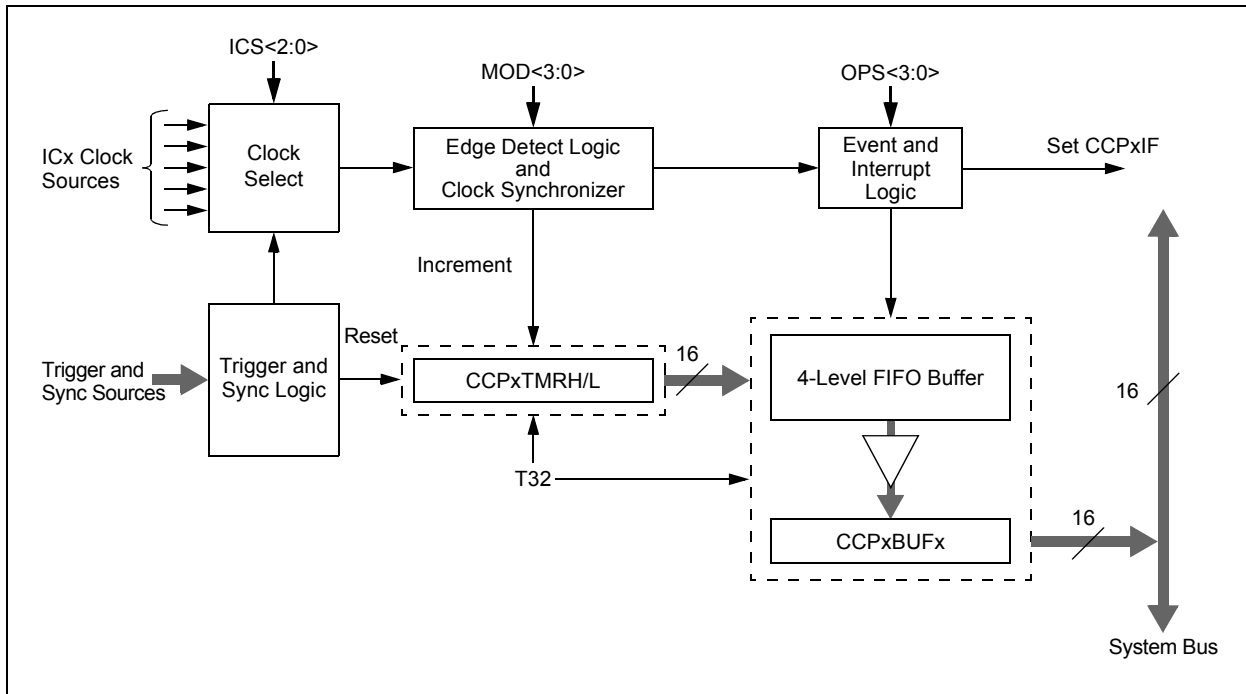 ICS<2:0>
MOD<3:0>
OPS<3:0>
ICx Clock
Sources
Clock
Select
Edge Detect Logic
and
Clock Synchronizer
Event and
Interrupt
Logic
Set CCPxIF
Increment
Reset
Trigger and
Sync Sources
Trigger and
Sync Logic
CCPxTMRH/L
16
4-Level FIFO Buffer
16
T32
CCPxBUFx
16
System Bus